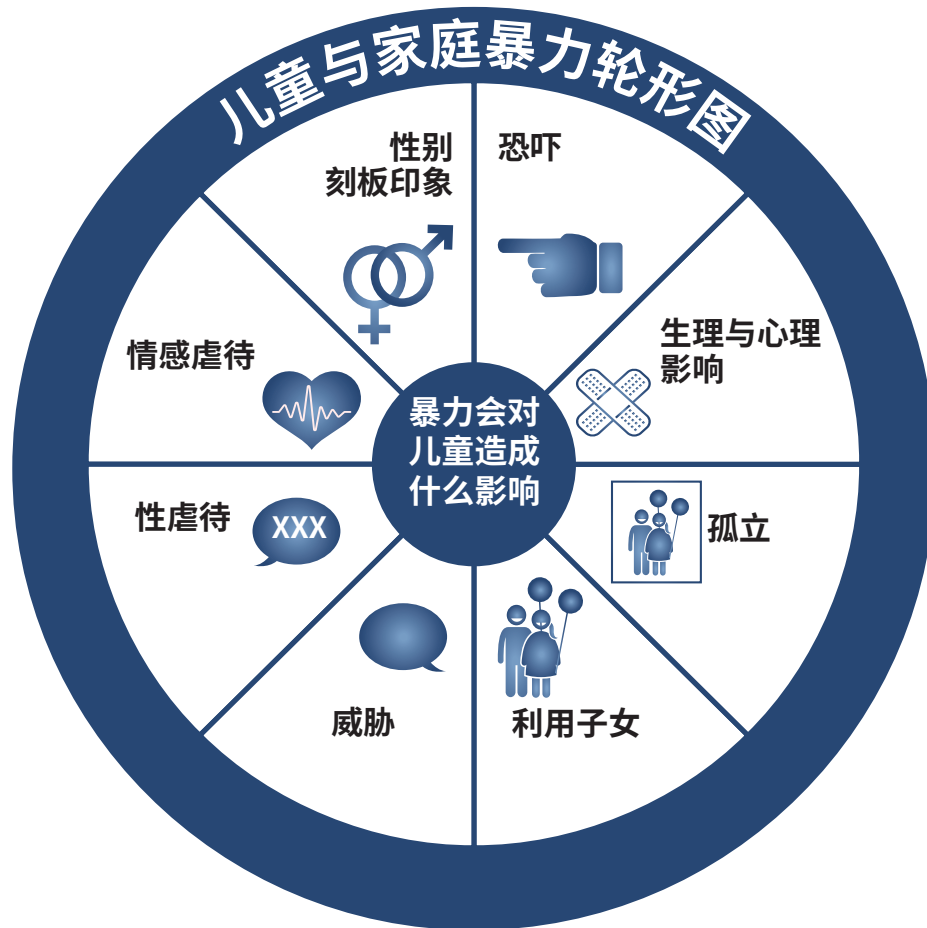 儿童与家庭暴力轮形图
恐吓
生理与心理
影响
孤立
利用子女
威胁
性虐待
XXX
情感虐待
性别
刻板印象
暴力会对
儿童造成
什么影响